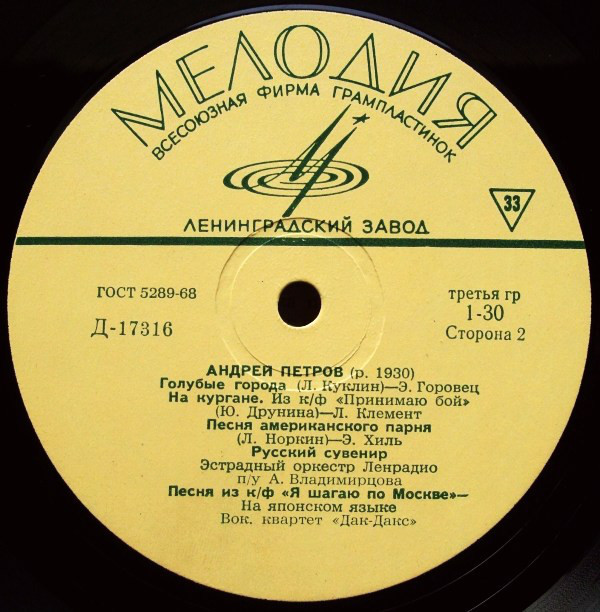 МЕЛОДИЯ
ВСЕСОЮЗНАЯ ФИРМА ГРАМПЛАСТИНОК
ЛЕНИНГРАДСКИЙ ЗАВОД
33
ГОСТ 5289-68
третья гр
Д-17316
1-30
Сторона 2
АНДРЕЙ ПЕТРОВ (р. 1930)
Голубые города (Л. Куклин)—Э. Горовец
На кургане. Из к/ф «Принимаю бой»
(Ю. Друнина)—Л. Клемент
Песня американского парня
(Л. Норкин)—Э. Хиль
Русский сувенир
Эстрадный оркестр Ленрадио
п/у А. Владимирцова
Песня из к/ф «Я шагаю по Москве»—
На японском языке
Вок. квартет «Дак-Дакс»